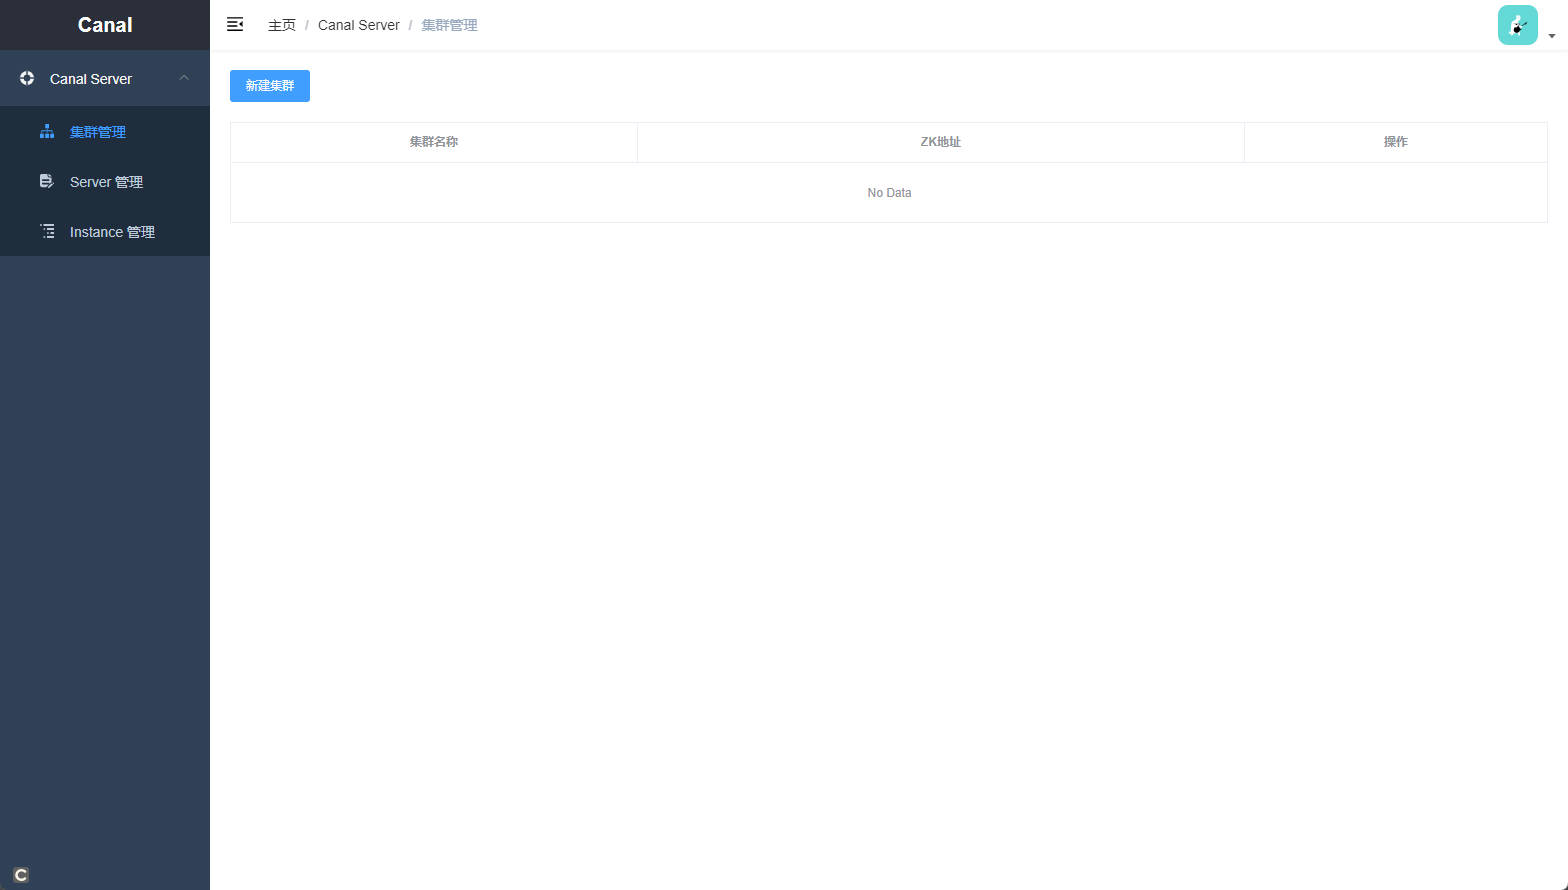 Canal
主页 / Canal Server / 集群管理
Canal Server
集群管理
Server 管理
Instance 管理
新建集群
集群名称 ZK地址 操作
No Data
C